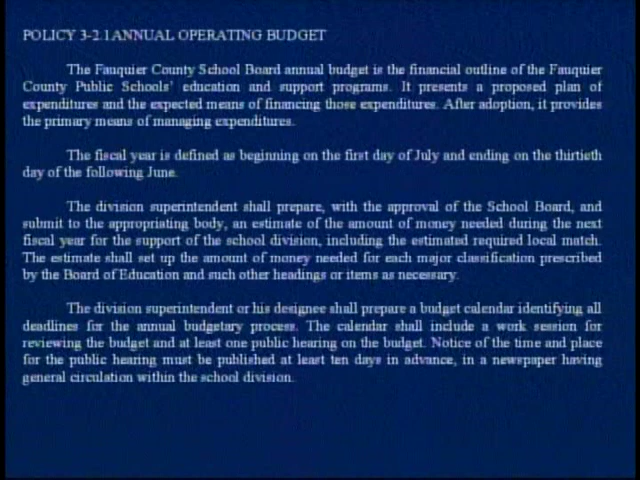 POLICY 3-2.1ANNUAL OPERATING BUDGET
The Fauquier County School Board annual budget is the financial outline of the Fauquier
County Public Schools' education and support programs. It presents a proposed plan of
expenditures and the expected means of financing those expenditures. After adoption, it provides
the primary means of managing expenditures.
The fiscal year is defined as beginning on the first day of July and ending on the thirtieth
day of the following June.
The division superintendent shall prepare, with the approval of the School Board, and
submit to the appropriating body, an estimate of the amount of money needed during the next
fiscal year for the support of the school division, including the estimated required local match.
The estimate shall set up the amount of money needed for each major classification prescribed
by the Board of Education and such other headings or items as necessary.
The division superintendent or his designee shall prepare a budget calendar identifying all
deadlines for the annual budgetary process. The calendar shall include a work session for
reviewing the budget and at least one public hearing on the budget. Notice of the time and place
for the public hearing must be published at least ten days in advance, in a newspaper having
general circulation within the school division.